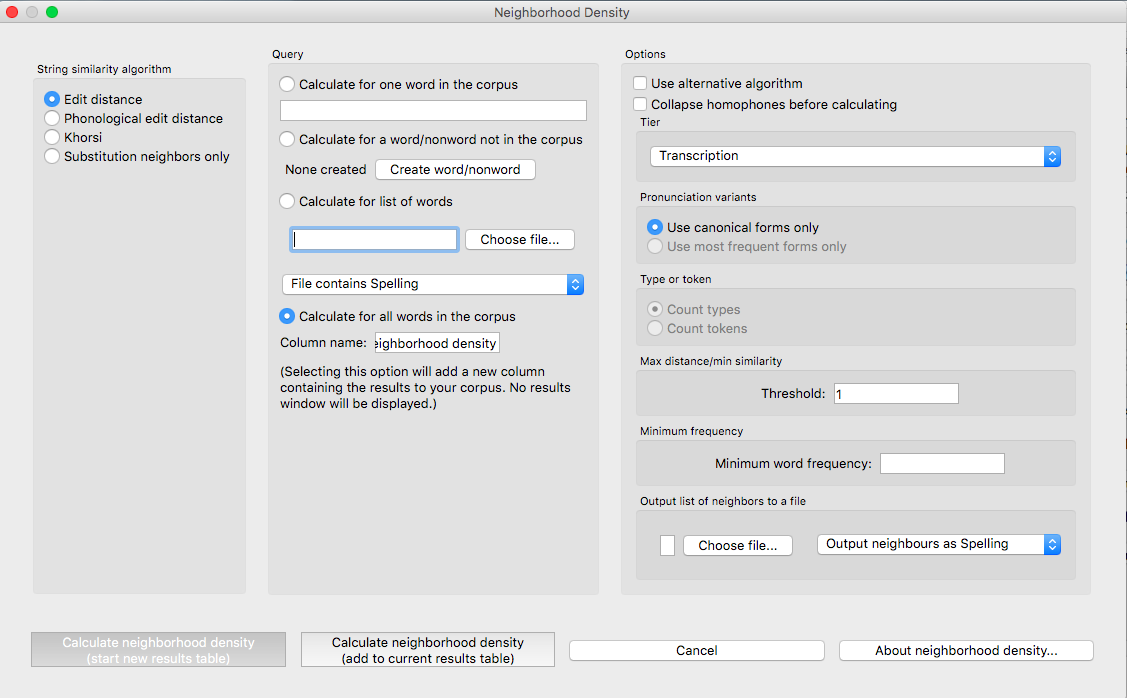 Neighborhood Density
String similarity algorithm
Edit distance
Phonological edit distance
Khorsi
Substitution neighbors only
Query
Calculate for one word in the corpus
Calculate for a word/nonword not in the corpus
None created Create word/nonword
Calculate for list of words
Choose file...
File contains Spelling
Calculate for all words in the corpus
Column name: eighborhood density
(Selecting this option will add a new column
containing the results to your corpus. No results
window will be displayed.)
Options
Use alternative algorithm
Collapse homophones before calculating
Tier
Transcription
Pronunciation variants
Use canonical forms only
Use most frequent forms only
Type or token
Count types
Count tokens
Max distance/min similarity
Threshold: 1
Minimum frequency
Minimum word frequency:
Output list of neighbors to a file
Choose file... Output neighbours as Spelling
Calculate neighborhood density
(start new results table)
Calculate neighborhood density
(add to current results table)
Cancel
About neighborhood density...